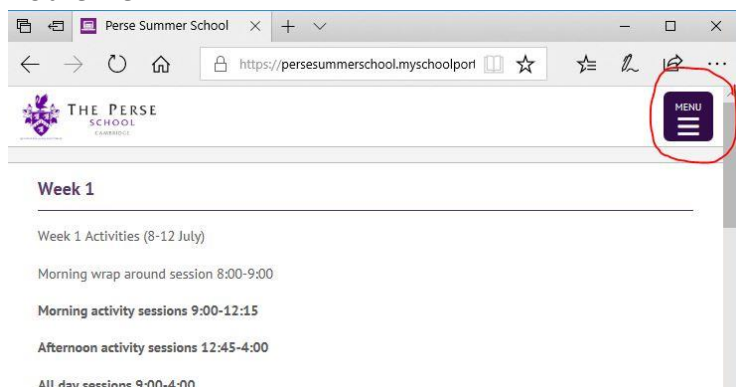 Perse Summer School
https://persesummerschool.myschoolport
THE PERSE
SCHOOL
CAMBRIDGE
MENU
Week 1
Week 1 Activities (8-12 July)
Morning wrap around session 8:00-9:00
Morning activity sessions 9:00-12:15
Afternoon activity sessions 12:45-4:00
All day sessions 9:00-4:00